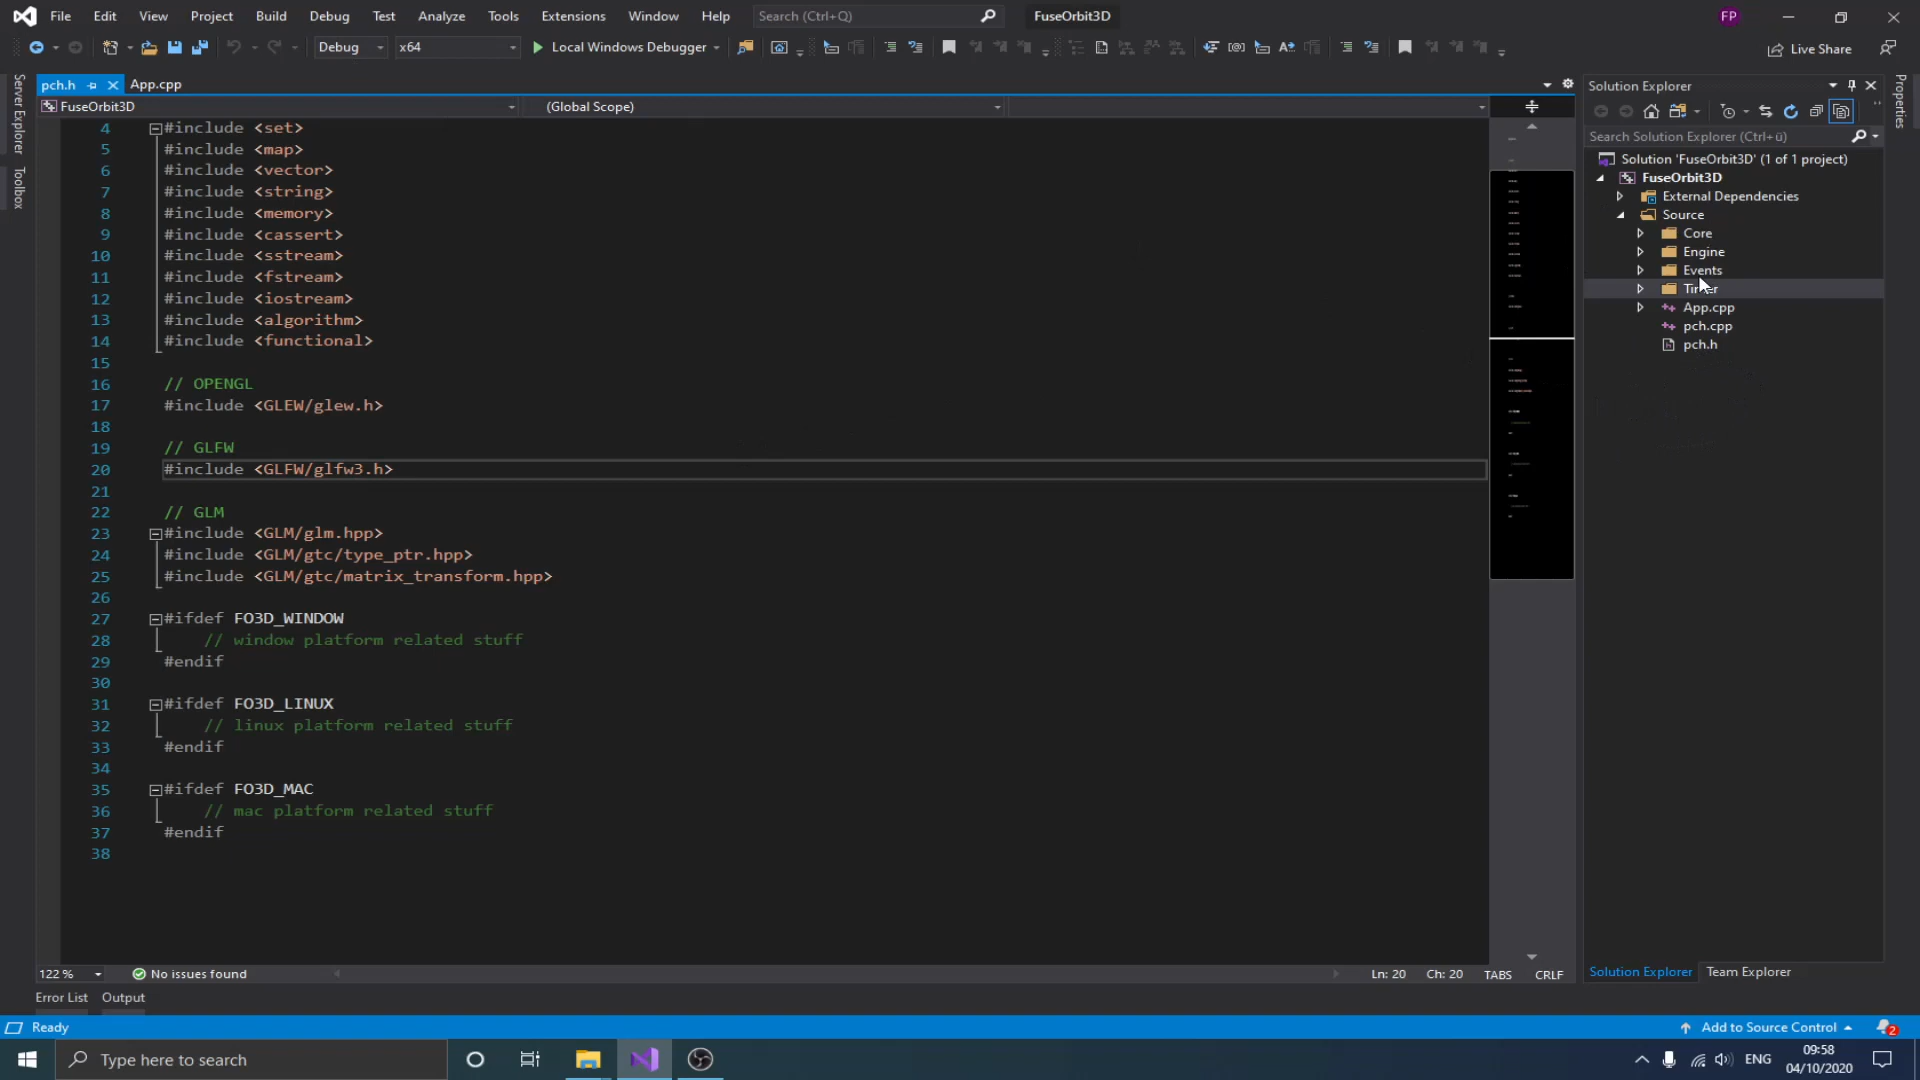 File Edit View Project Build Debug Test Analyze Tools Extensions Window Help Search (Ctrl+Q) FuseOrbit3D FP
Debug x64 Local Windows Debugger Live Share
pch.h App.cpp
FuseOrbit3D (Global Scope)
Server Explorer
Toolbox
4 #include <set>
5 #include <map>
6 #include <vector>
7 #include <string>
8 #include <memory>
9 #include <cassert>
10 #include <sstream>
11 #include <fstream>
12 #include <iostream>
13 #include <algorithm>
14 #include <functional>
15
16 // OPENGL
17 #include <GLEW/glew.h>
18
19 // GLFW
20 #include <GLFW/glfw3.h>
21
22 // GLM
23 #include <GLM/glm.hpp>
24 #include <GLM/gtc/type_ptr.hpp>
25 #include <GLM/gtc/matrix_transform.hpp>
26
27 #ifdef FO3D_WINDOW
28 // window platform related stuff
29 #endif
30
31 #ifdef FO3D_LINUX
32 // linux platform related stuff
33 #endif
34
35 #ifdef FO3D_MAC
36 // mac platform related stuff
37 #endif
38
122 % No issues found Ln: 20 Ch: 20 TABS CRLF
Error List Output
Solution Explorer
Search Solution Explorer (Ctrl+ü)
Solution 'FuseOrbit3D' (1 of 1 project)
FuseOrbit3D
External Dependencies
Source
Core
Engine
Events
App.cpp
pch.cpp
pch.h
Solution Explorer Team Explorer
Properties
Ready Add to Source Control 2
Type here to search ENG 09:58
04/10/2020